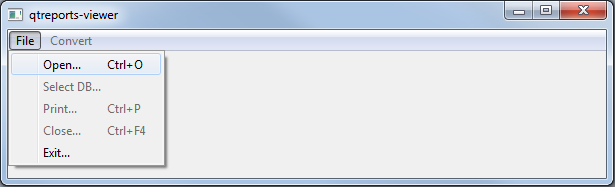 qtreports-viewer
File Convert
Open... Ctrl+O
Select DB...
Print... Ctrl+P
Close... Ctrl+F4
Exit...